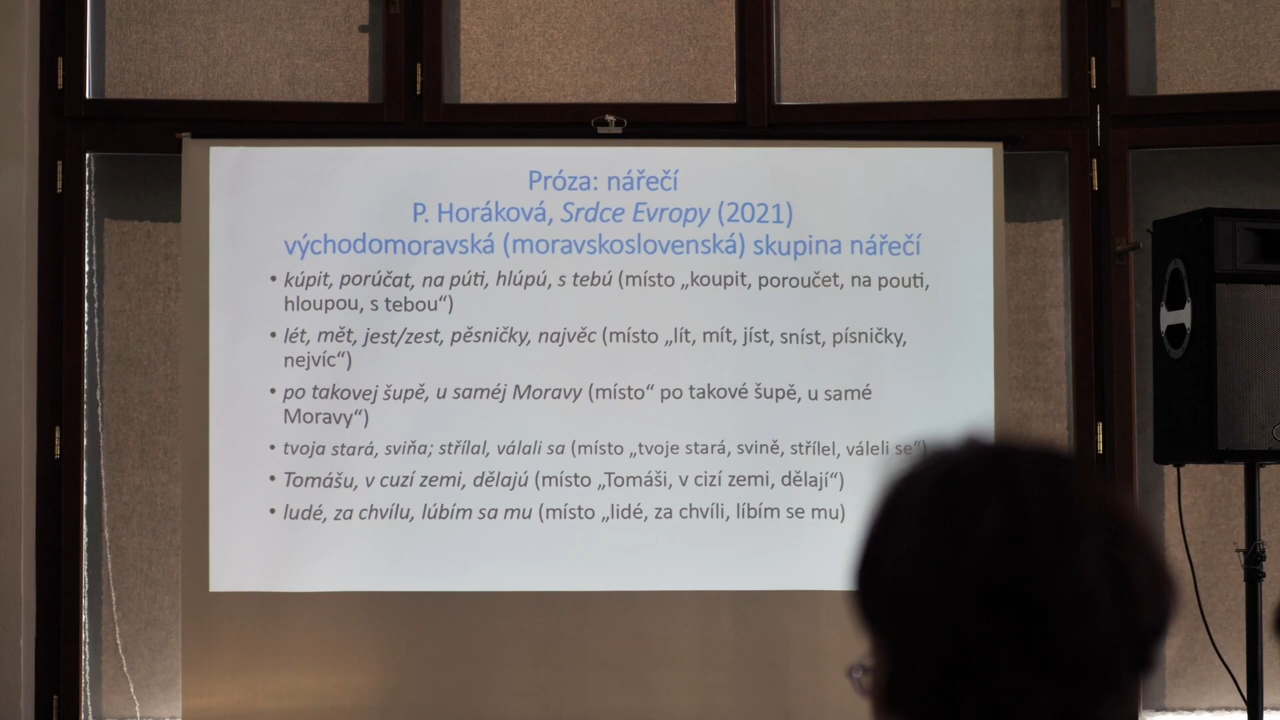 Próza: nářečí
P. Horáková, Srdce Evropy (2021)
východomoravská (moravskoslovenská) skupina nářečí
• kúpit, porúčat, na púti, hlúpú, s tebú (místo „koupit, poroučet, na pouti,
hloupou, s tebou“)
• lét, mět, jest/zest, pěsničky, najvěc (místo „lít, mít, jíst, sníst, písničky,
nejvíc“)
• po takovej šupě, u saméj Moravy (místo“ po takové šupě, u samé
Moravy“)
• tvoja stará, sviňa; střílal, válali sa (místo „tvoje stará, svině, střílel, váleli se“)
• Tomášu, v cuzí zemi, dělajú (místo „Tomáši, v cizí zemi, dělají“)
• ludé, za chvílu, lúbím sa mu (místo „lidé, za chvíli, líbím se mu)